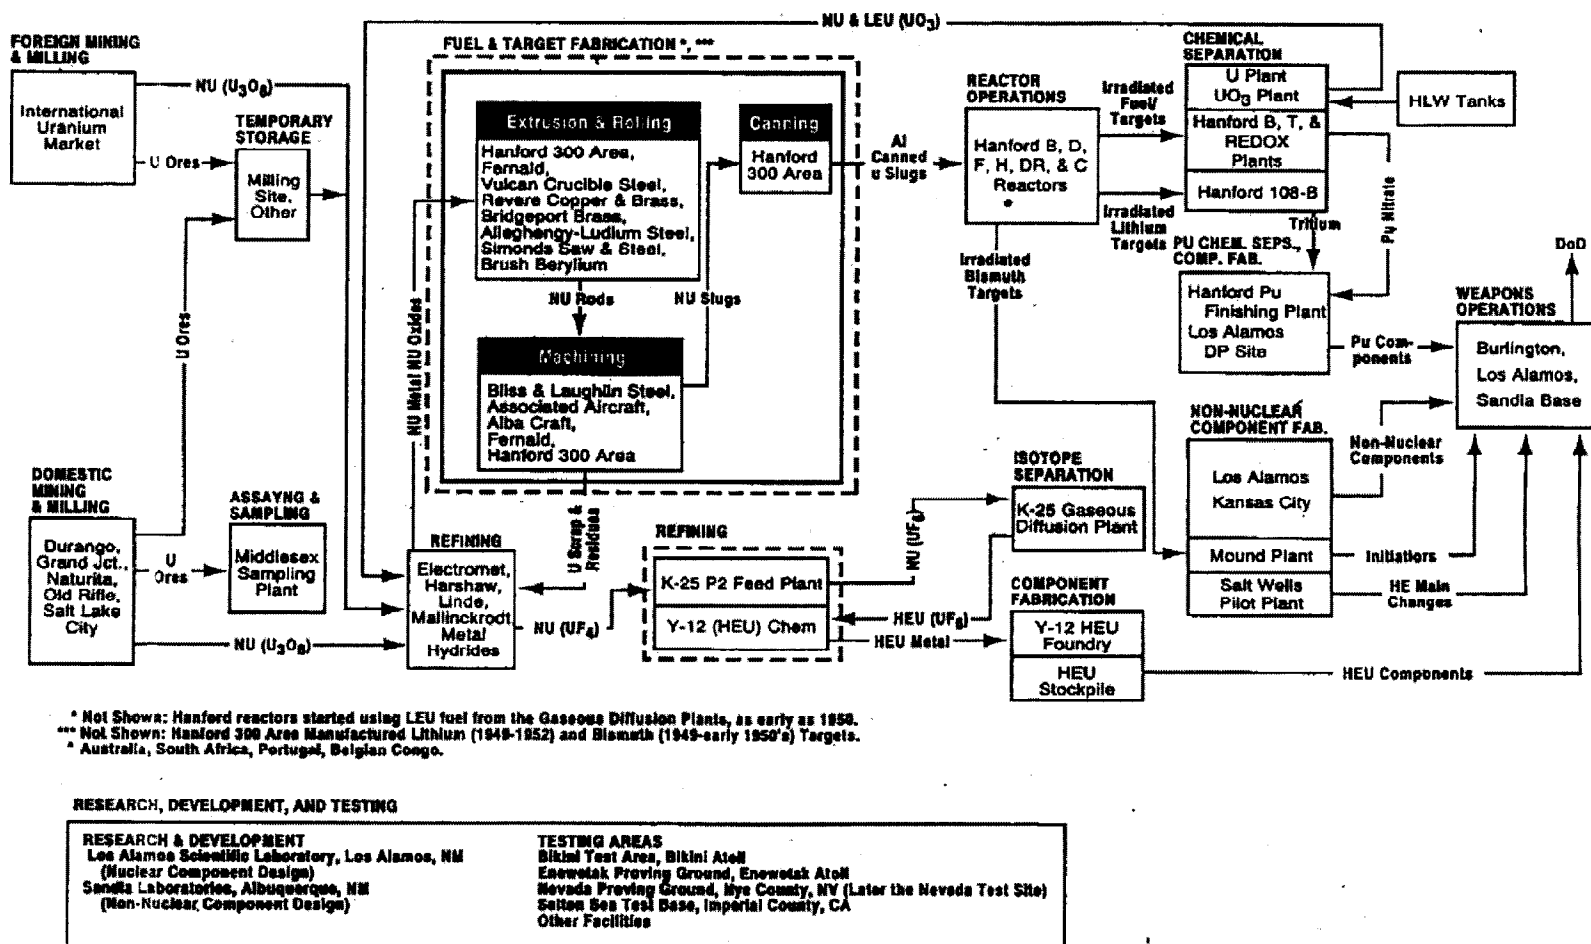 NU & LEU (UO3)
FOREIGN MINING
& MILLING
International
Uranium
Market
NU (U3O8)
U Ores
TEMPORARY
STORAGE
Milling
Site,
Other
U Ores
DOMESTIC
MINING
& MILLING
Durango,
Grand Jct.,
Naturita,
Old Rifle,
Salt Lake
City
U
Ores
NU (U3O8)
ASSAYNG &
SAMPLING
Middlesex
Sampling
Plant
FUEL & TARGET FABRICATION *, ***
Extrusion & Rolling
Hanford 300 Area,
Fernald,
Vulcan Crucible Steel,
Revere Copper & Brass,
Bridgeport Brass,
Alleghengy-Ludlum Steel,
Simonds Saw & Steel,
Brush Berylium
NU Rods
NU Slugs
Machining
Bliss & Laughlin Steel,
Associated Aircraft,
Alba Craft,
Fernald,
Hanford 300 Area
Canning
Hanford
300 Area
NU Metal NU Oxides
U Scrap &
Residues
REFINING
Electromet,
Harshaw,
Linde,
Mallinckrodt,
Metal
Hydrides
NU (UF4)
REFINING
K-25 P2 Feed Plant
Y-12 (HEU) Chem
NU (UF6)
HEU (UF6)
HEU Metal
ISOTOPE
SEPARATION
K-25 Gaseous
Diffusion Plant
COMPONENT
FABRICATION
Y-12 HEU
Foundry
HEU
Stockpile
HEU Components
Al
Canned
u Slugs
REACTOR
OPERATIONS
Hanford B, D,
F, H, DR, & C
Reactors
*
Irradiated
Fuel/
Targets
Irradiated
Lithium
Targets
Irradiated
Bismuth
Targets
CHEMICAL
SEPARATION
U Plant
UO3 Plant
Hanford B, T, &
REDOX
Plants
Hanford 108-B
HLW Tanks
Tritium
Pu Nitrate
PU CHEM. SEPS.,
COMP. FAB.
Hanford Pu
Finishing Plant
Los Alamos
DP Site
Pu Com-
ponents
DoD
WEAPONS
OPERATIONS
Burlington,
Los Alamos,
Sandia Base
NON-NUCLEAR
COMPONENT FAB.
Los Alamos
Kansas City
Mound Plant
Salt Wells
Pilot Plant
Non-Nuclear
Components
Initiatiors
HE Main
Changes
* Not Shown: Hanford reactors started using LEU fuel from the Gaseous Diffusion Plants, as early as 1950.
*** Not Shown: Hanford 300 Area Manufactured Lithium (1949-1952) and Bismuth (1949-early 1950's) Targets.
^ Australia, South Africa, Portugal, Belgian Congo.
RESEARCH, DEVELOPMENT, AND TESTING
RESEARCH & DEVELOPMENT
Los Alamos Scientific Laboratory, Los Alamos, NM
(Nuclear Component Design)
Sandia Laboratories, Albuquerque, NM
(Non-Nuclear Component Design)
TESTING AREAS
Bikini Test Area, Bikini Atoll
Enewetak Proving Ground, Enewetak Atoll
Nevada Proving Ground, Nye County, NV (Later the Nevada Test Site)
Salton Sea Test Base, Imperial County, CA
Other Facilities